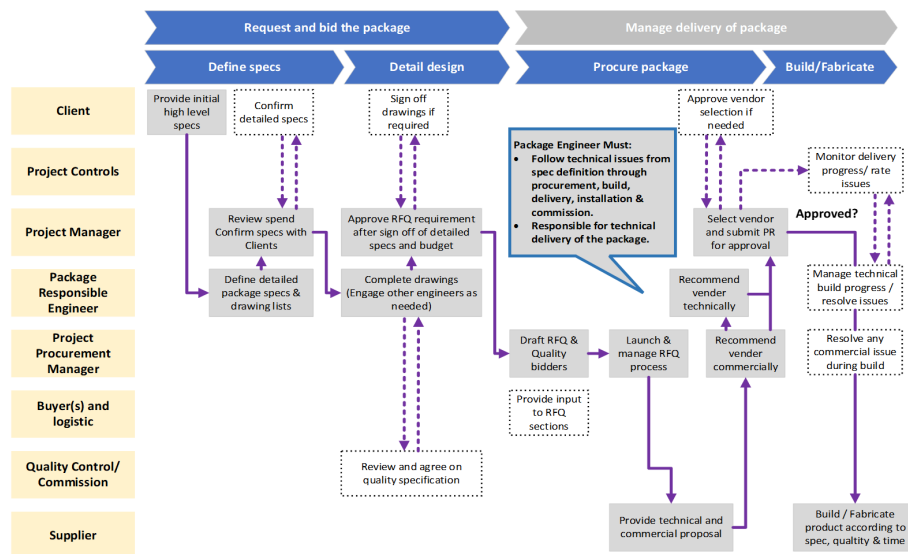 Request and bid the package
Manage delivery of package
Define specs
Detail design
Procure package
Build/Fabricate
Client
Provide initial
high level
specs
Confirm
detailed specs
Sign off
drawings if
required
Approve vendor
selection if
needed
Package Engineer Must:
• Follow technical issues from
spec definition through
procurement, build,
delivery, installation &
commission.
• Responsible for technical
delivery of the package.
Project Controls
Monitor delivery
progress/ rate
issues
Project Manager
Review spend
Confirm specs with
Clients
Approve RFQ requirement
after sign off of detailed
specs and budget
Select vendor
and submit PR
for approval
Approved?
Package
Responsible
Engineer
Define detailed
package specs &
drawing lists
Complete drawings
(Engage other engineers as
needed)
Recommend
vender
technically
Manage technical
build progress /
resolve issues
Project
Procurement
Manager
Draft RFQ &
Quality
bidders
Launch &
manage RFQ
process
Recommend
vender
commercially
Resolve any
commercial issue
during build
Buyer(s) and
logistic
Provide input
to RFQ
sections
Quality Control/
Commission
Review and agree on
quality specification
Supplier
Provide technical and
commercial proposal
Build / Fabricate
product according to
spec, qualtity & time